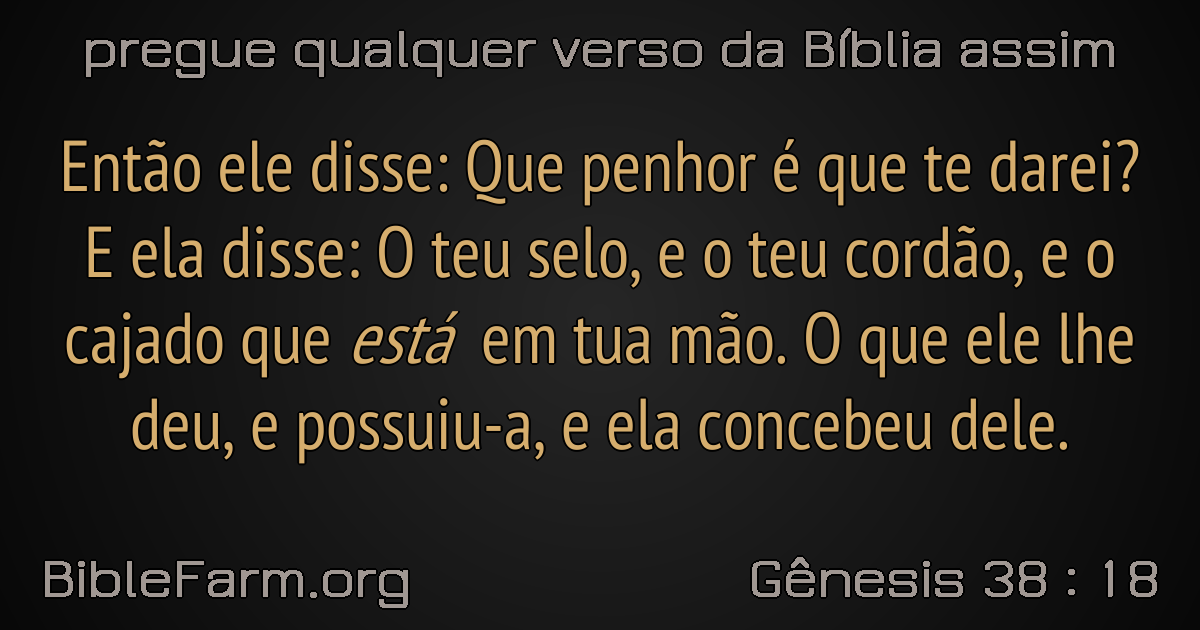 pregue qualquer verso da Bíblia assim
Então ele disse: Que penhor é que te darei?
E ela disse: O teu selo, e o teu cordão, e o
cajado que está em tua mão. O que ele lhe
deu, e possuiu-a, e ela concebeu dele.
BibleFarm.org
Gênesis 38 : 18